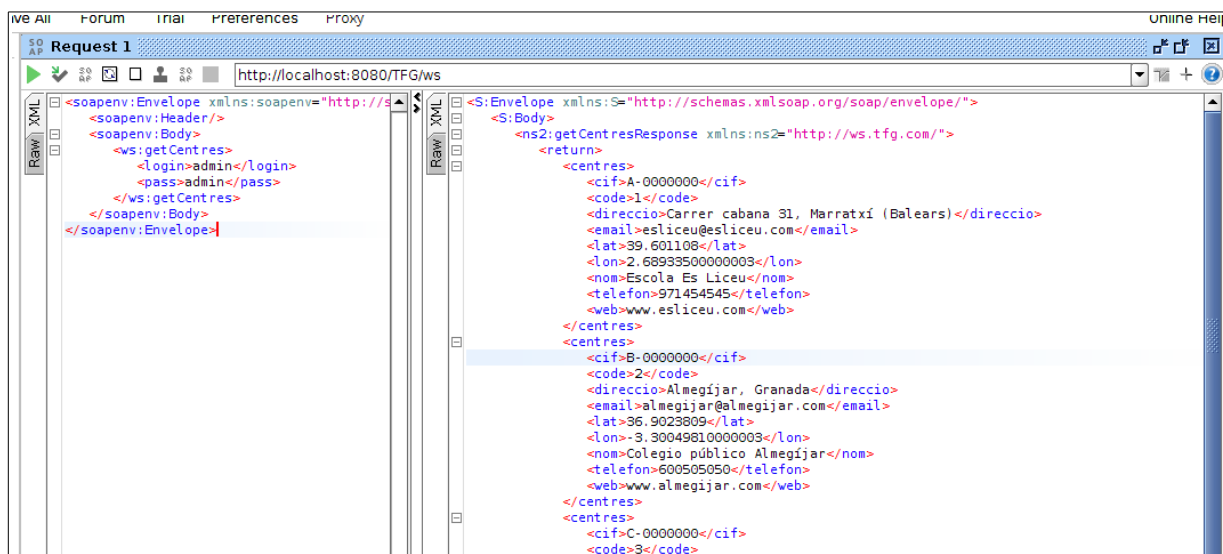 ive All Forum Trial Preferences Proxy Online Help
SO AP Request 1
SO AP SO AP http://localhost:8080/TFG/ws
XML
Raw
<soapenv:Envelope xmlns:soapenv="http://s
<soapenv:Header/>
<soapenv:Body>
<ws:getCentres>
<login>admin</login>
<pass>admin</pass>
</ws:getCentres>
</soapenv:Body>
</soapenv:Envelope>
XML
Raw
<S:Envelope xmlns:S="http://schemas.xmlsoap.org/soap/envelope/">
<S:Body>
<ns2:getCentresResponse xmlns:ns2="http://ws.tfg.com/">
<return>
<centres>
<cif>A-0000000</cif>
<code>1</code>
<direccio>Carrer cabana 31, Marratxí (Balears)</direccio>
<email>esliceu@esliceu.com</email>
<lat>39.601108</lat>
<lon>2.68933500000003</lon>
<nom>Escola Es Liceu</nom>
<telefon>971454545</telefon>
<web>www.esliceu.com</web>
</centres>
<centres>
<cif>B-0000000</cif>
<code>2</code>
<direccio>Almegíjar, Granada</direccio>
<email>almegijar@almegijar.com</email>
<lat>36.9023809</lat>
<lon>-3.30049810000003</lon>
<nom>Colegio público Almegíjar</nom>
<telefon>600505050</telefon>
<web>www.almegijar.com</web>
</centres>
<centres>
<cif>C-0000000</cif>
<code>3</code>